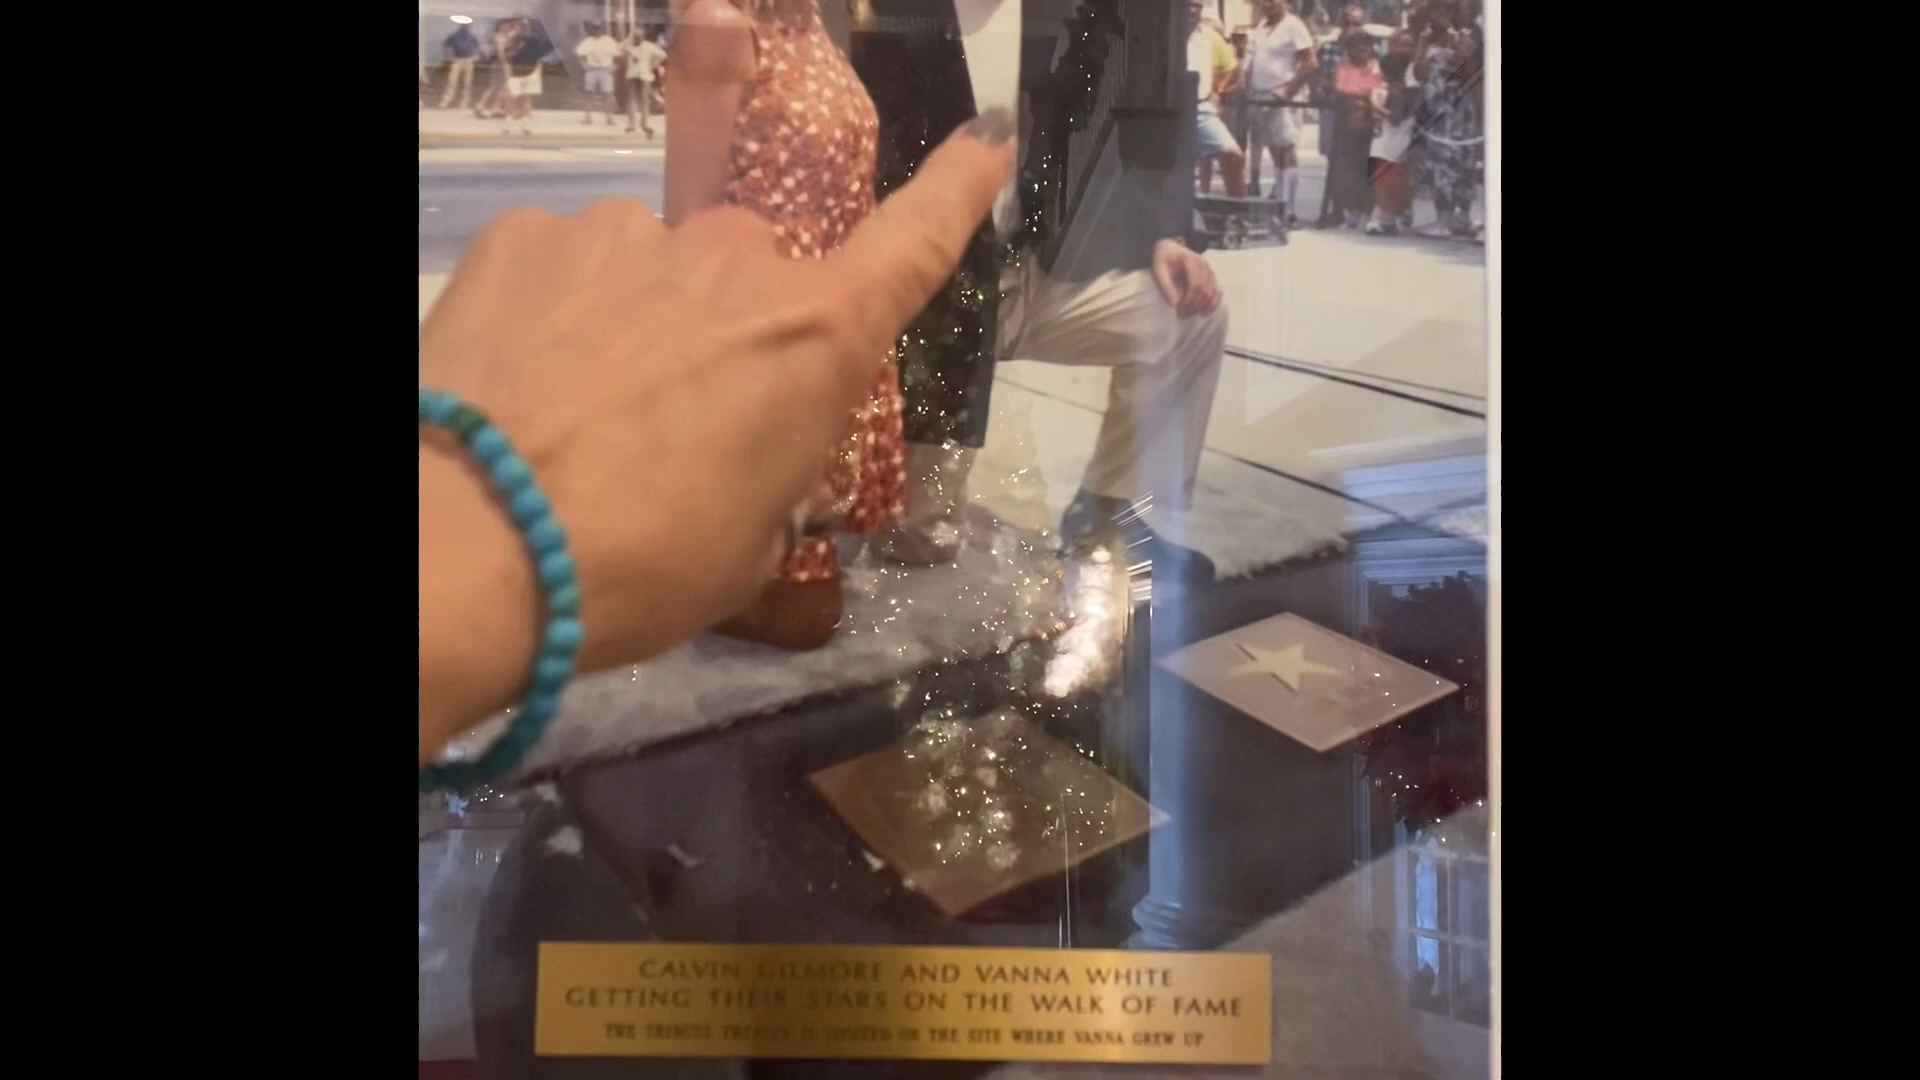 CALVIN GILMORE AND VANNA WHITE
GETTING THEIR STARS ON THE WALK OF FAME
THE TRIBUTE THEATER IS LOCATED ON THE SITE WHERE VANNA GREW UP